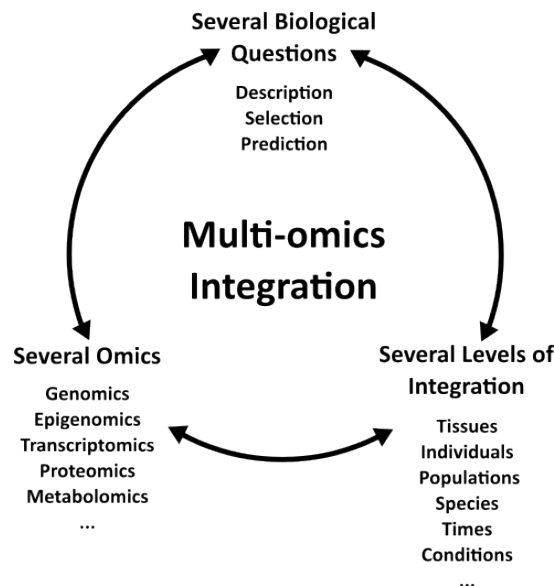 Several Biological
Questions
Description
Selection
Prediction
Multi-omics
Integration
Several Omics
Genomics
Epigenomics
Transcriptomics
Proteomics
Metabolomics
...
Several Levels of
Integration
Tissues
Individuals
Populations
Species
Times
Conditions
...